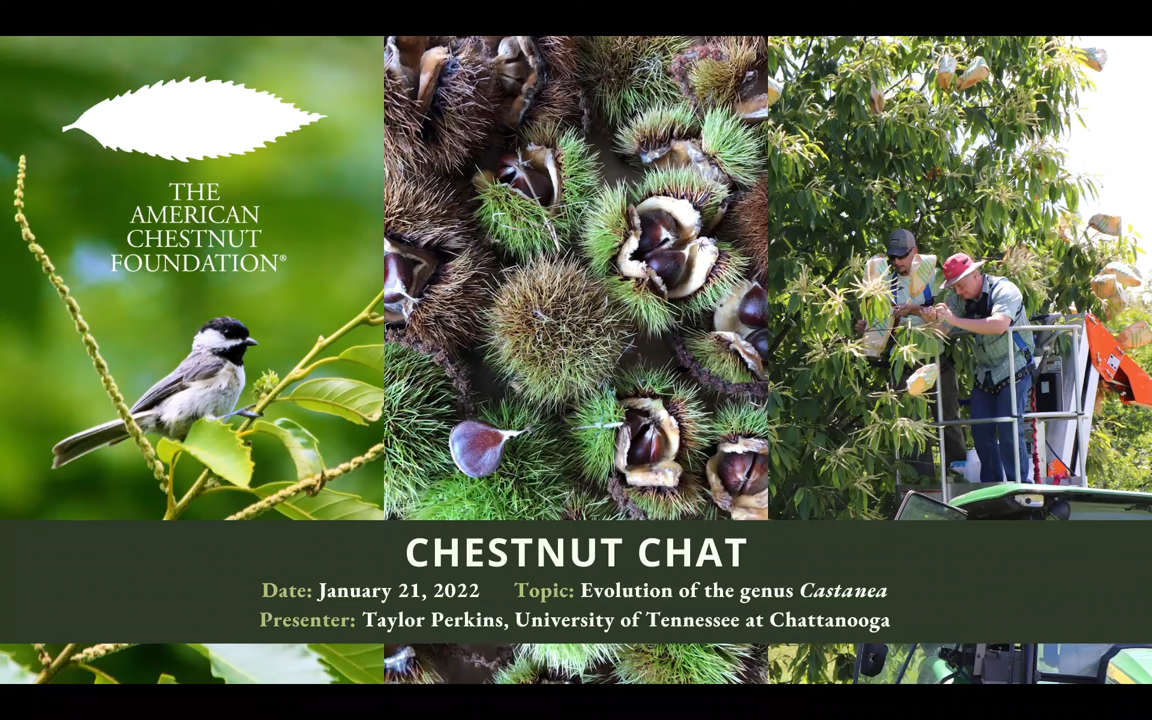 THE
AMERICAN
CHESTNUT
FOUNDATION®
CHESTNUT CHAT
Date: January 21, 2022 Topic: Evolution of the genus Castanea
Presenter: Taylor Perkins, University of Tennessee at Chattanooga